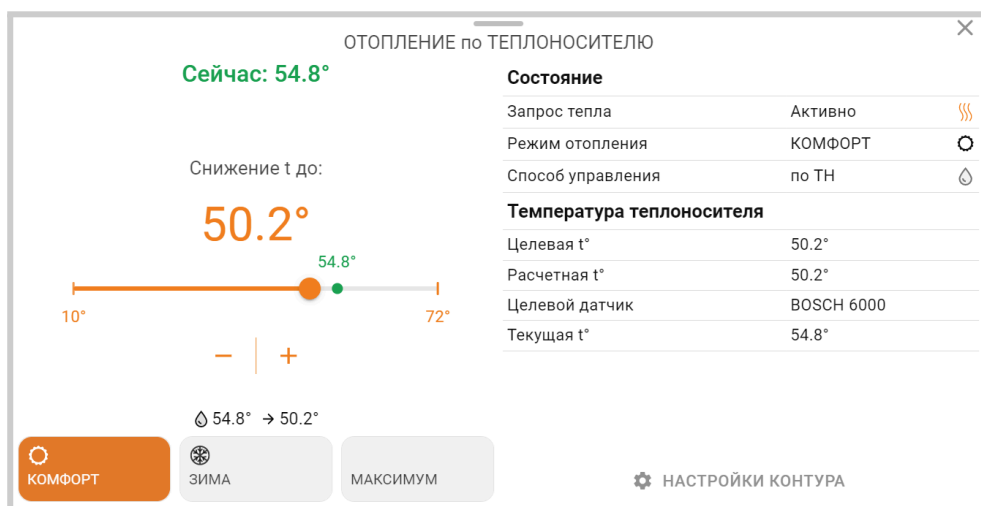 ОТОПЛЕНИЕ по ТЕПЛОНОСИТЕЛЮ
Сейчас: 54.8°
Снижение t до:
50.2°
54.8°
10°
72°
− +
54.8° → 50.2°
КОМФОРТ
ЗИМА
МАКСИМУМ
Состояние
Запрос тепла Активно
Режим отопления КОМФОРТ
Способ управления по ТН
Температура теплоносителя
Целевая t° 50.2°
Расчетная t° 50.2°
Целевой датчик BOSCH 6000
Текущая t° 54.8°
НАСТРОЙКИ КОНТУРА